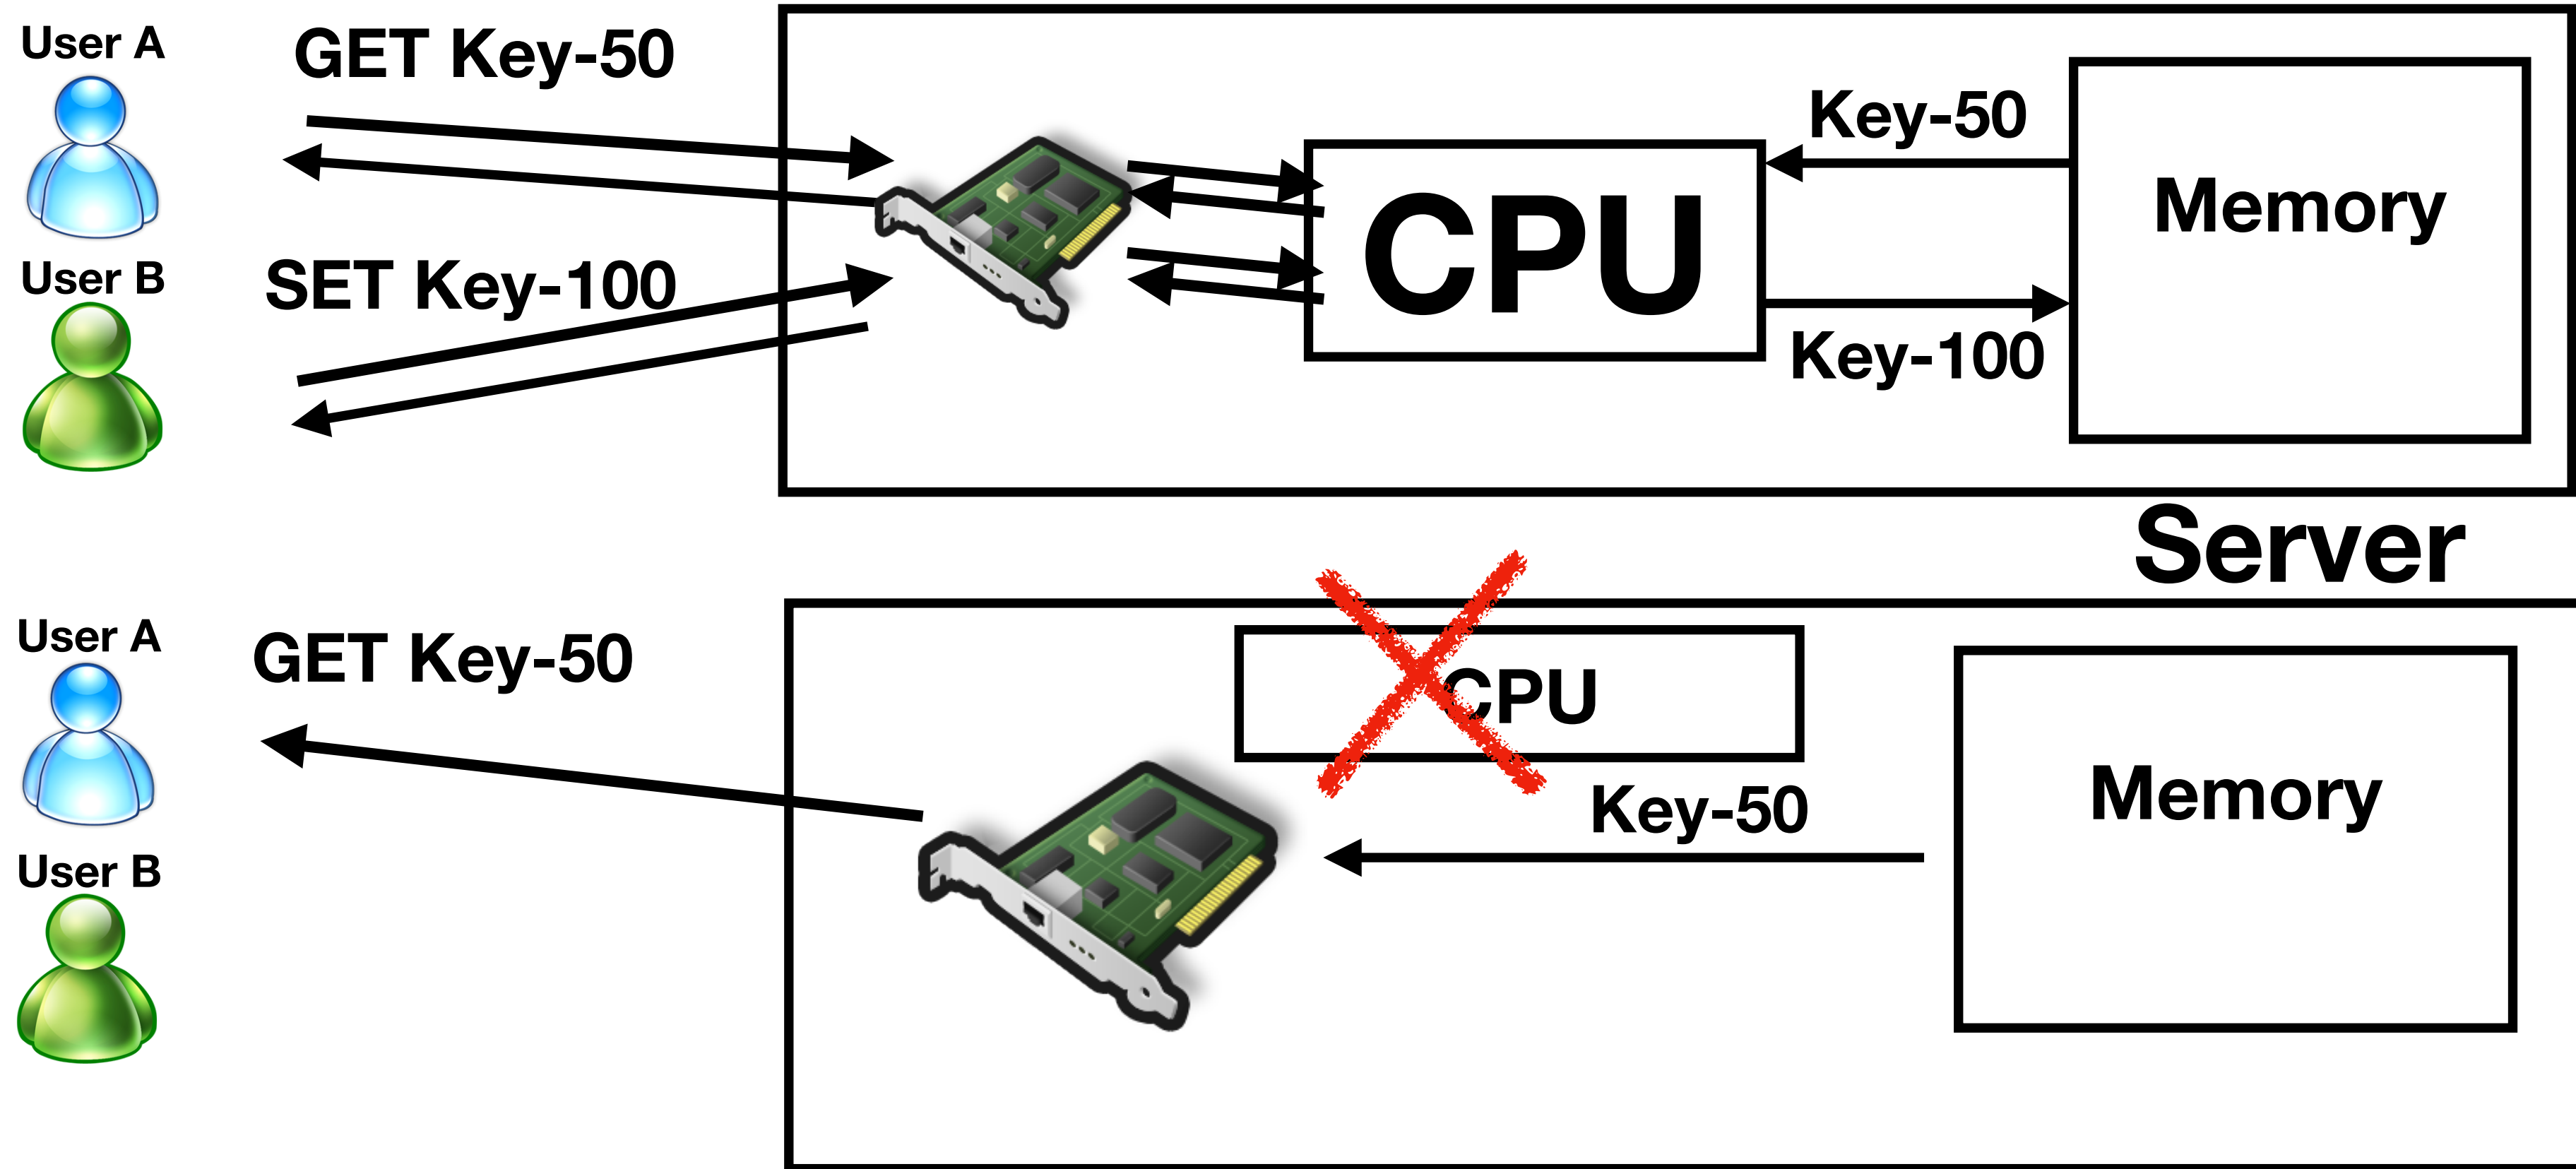 User A
GET Key-50
Key-50
Memory
CPU
User B
SET Key-100
Key-100
Server
User A
GET Key-50
CPU
Key-50
Memory
User B